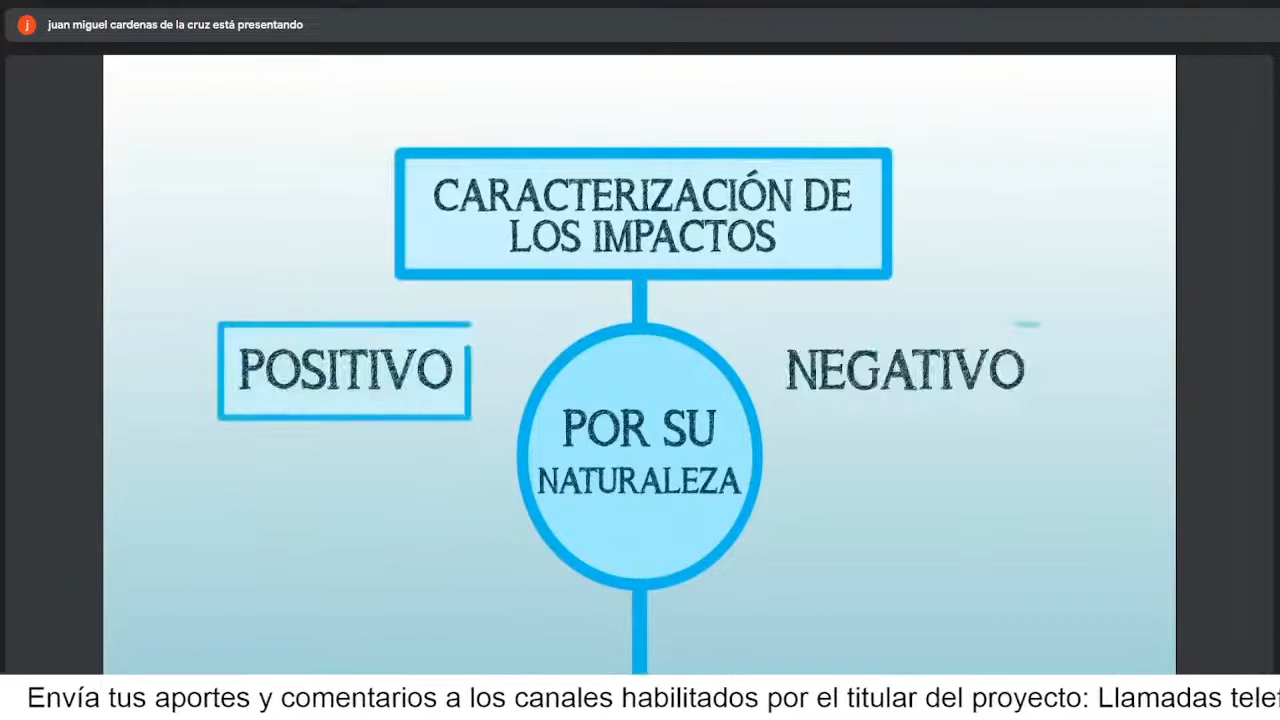 j
juan miguel cardenas de la cruz está presentando
CARACTERIZACIÓN DE
LOS IMPACTOS
POSITIVO
NEGATIVO
POR SU
NATURALEZA
Envía tus aportes y comentarios a los canales habilitados por el titular del proyecto: Llamadas